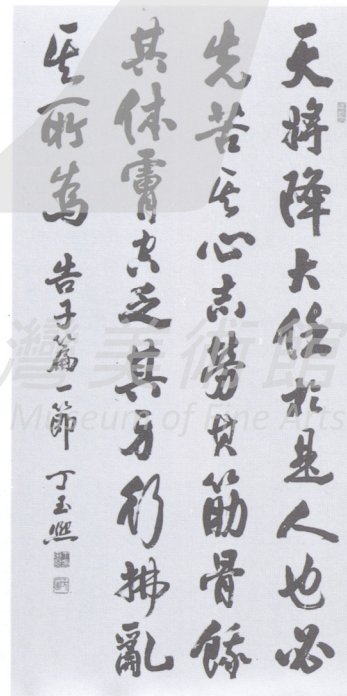 天將降大任於是人也必
先苦其心志勞其筋骨餓
其体膚空乏其身行拂亂
其所為 告子篇一節 丁玉熙
灣美術館
Museum of Fine Arts